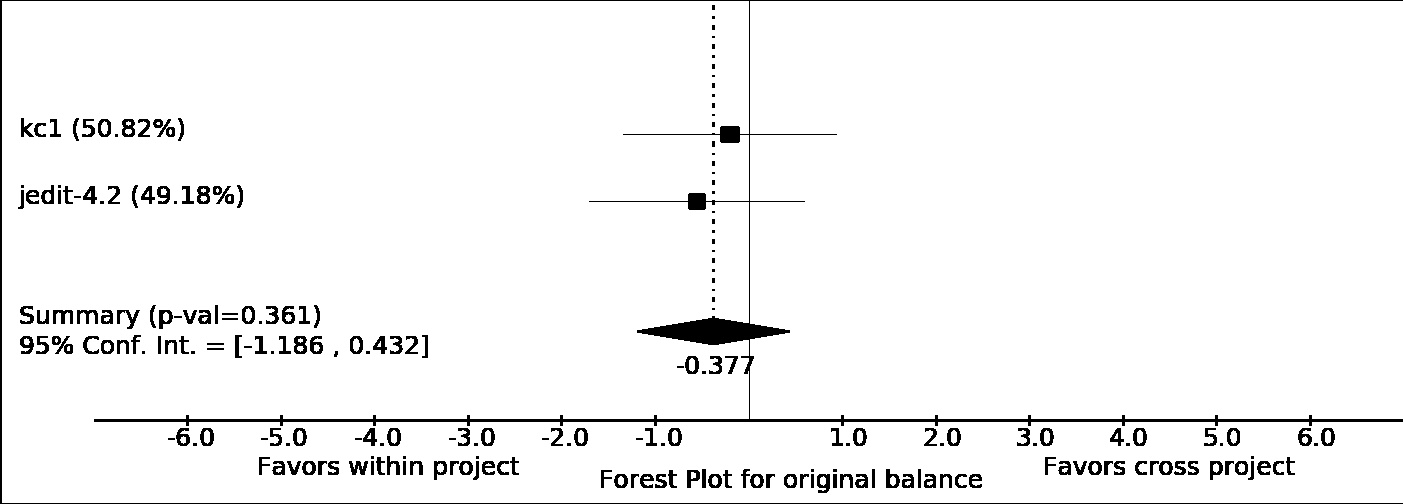 kc1 (50.82%)
jedit-4.2 (49.18%)
Summary (p-val=0.361)
95% Conf. Int. = [-1.186 , 0.432]
-0.377
-6.0 -5.0 -4.0 -3.0 -2.0 -1.0 1.0 2.0 3.0 4.0 5.0 6.0
Favors within project
Forest Plot for original balance
Favors cross project